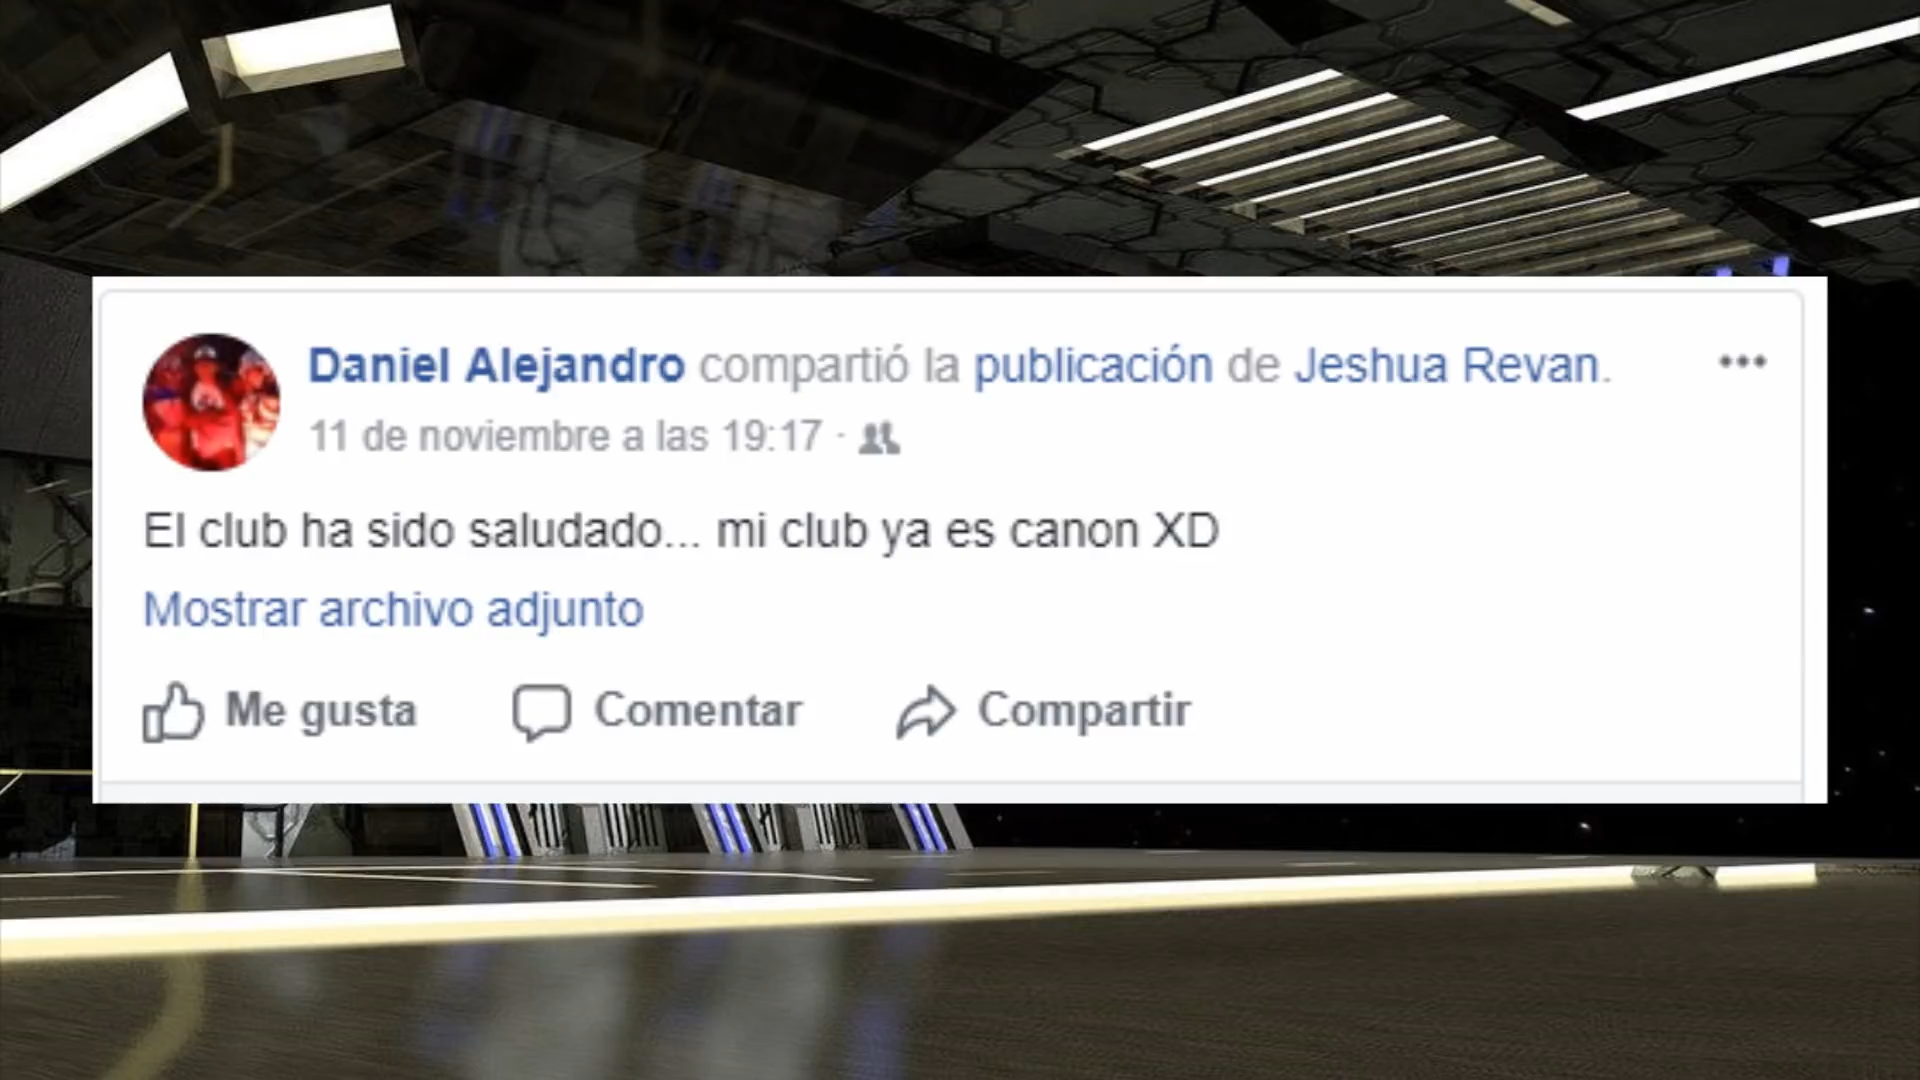 Daniel Alejandro compartió la publicación de Jeshua Revan.
11 de noviembre a las 19:17 ·
El club ha sido saludado... mi club ya es canon XD
Mostrar archivo adjunto
Me gusta Comentar Compartir